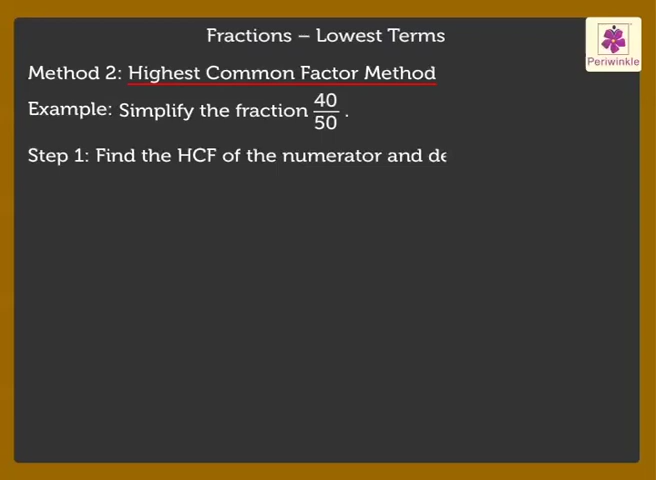 Fractions – Lowest Terms
Periwinkle
Method 2: Highest Common Factor Method
Example: Simplify the fraction 40/50 .
Step 1: Find the HCF of the numerator and de